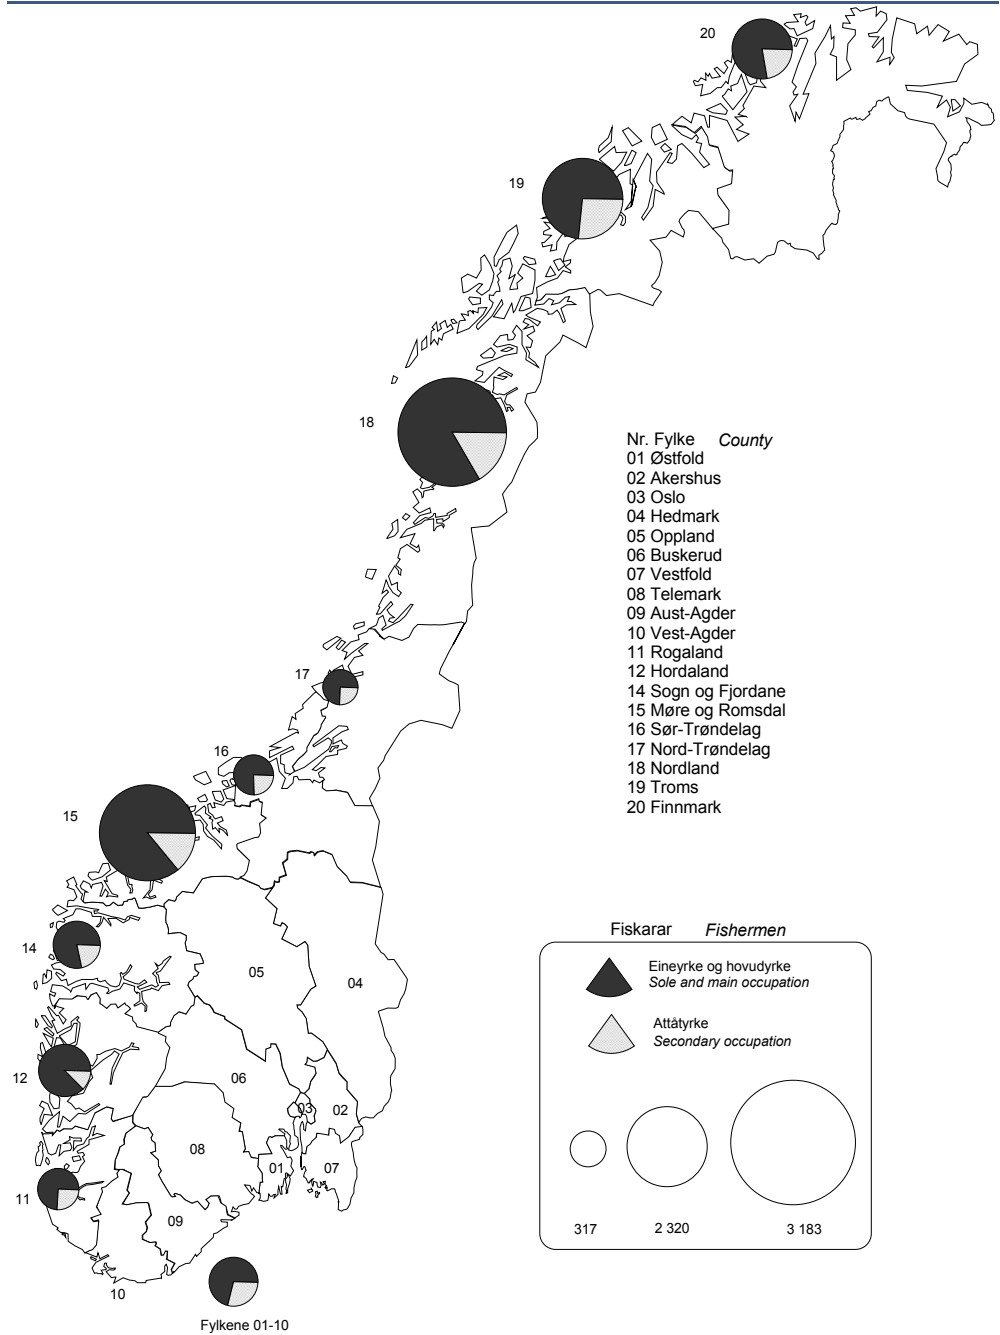 20
19
18
Nr. Fylke County
01 Østfold
02 Akershus
03 Oslo
04 Hedmark
05 Oppland
06 Buskerud
07 Vestfold
08 Telemark
09 Aust-Agder
10 Vest-Agder
11 Rogaland
12 Hordaland
14 Sogn og Fjordane
15 Møre og Romsdal
16 Sør-Trøndelag
17 Nord-Trøndelag
18 Nordland
19 Troms
20 Finnmark
17
16
15
14
05
04
12
06
03
02
08
01
07
11
09
10
Fylkene 01-10
Fiskarar Fishermen
Eineyrke og hovudyrke
Sole and main occupation
Attåtyrke
Secondary occupation
317
2 320
3 183